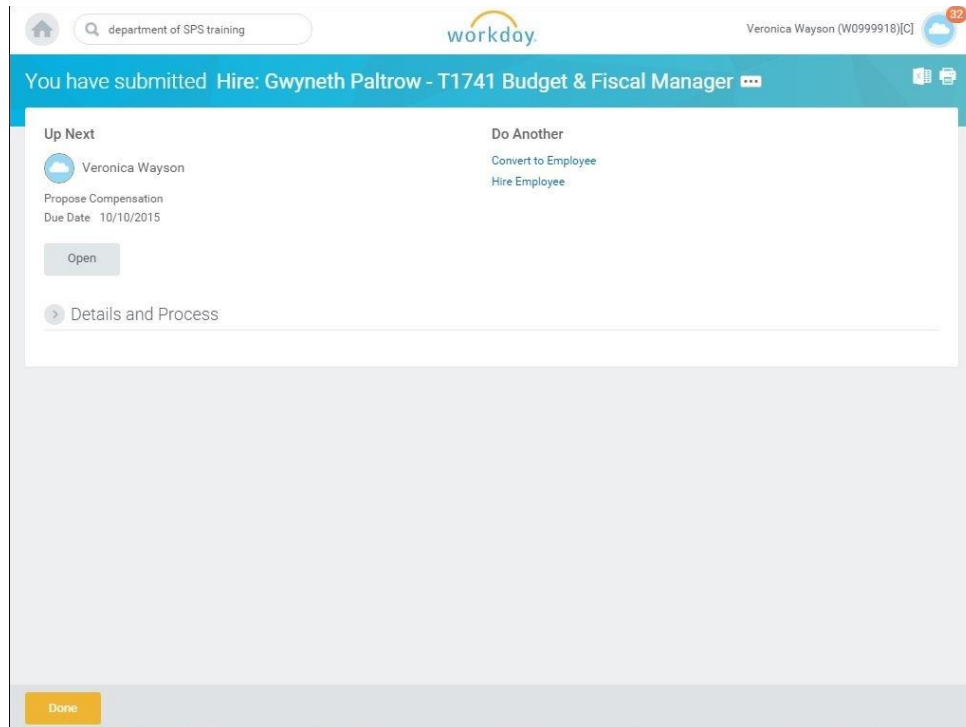 department of SPS training
workday.
Veronica Wayson (W0999918)[C]
32
You have submitted Hire: Gwyneth Paltrow - T1741 Budget & Fiscal Manager
Up Next
Veronica Wayson
Propose Compensation
Due Date 10/10/2015
Open
Do Another
Convert to Employee
Hire Employee
Details and Process
Done